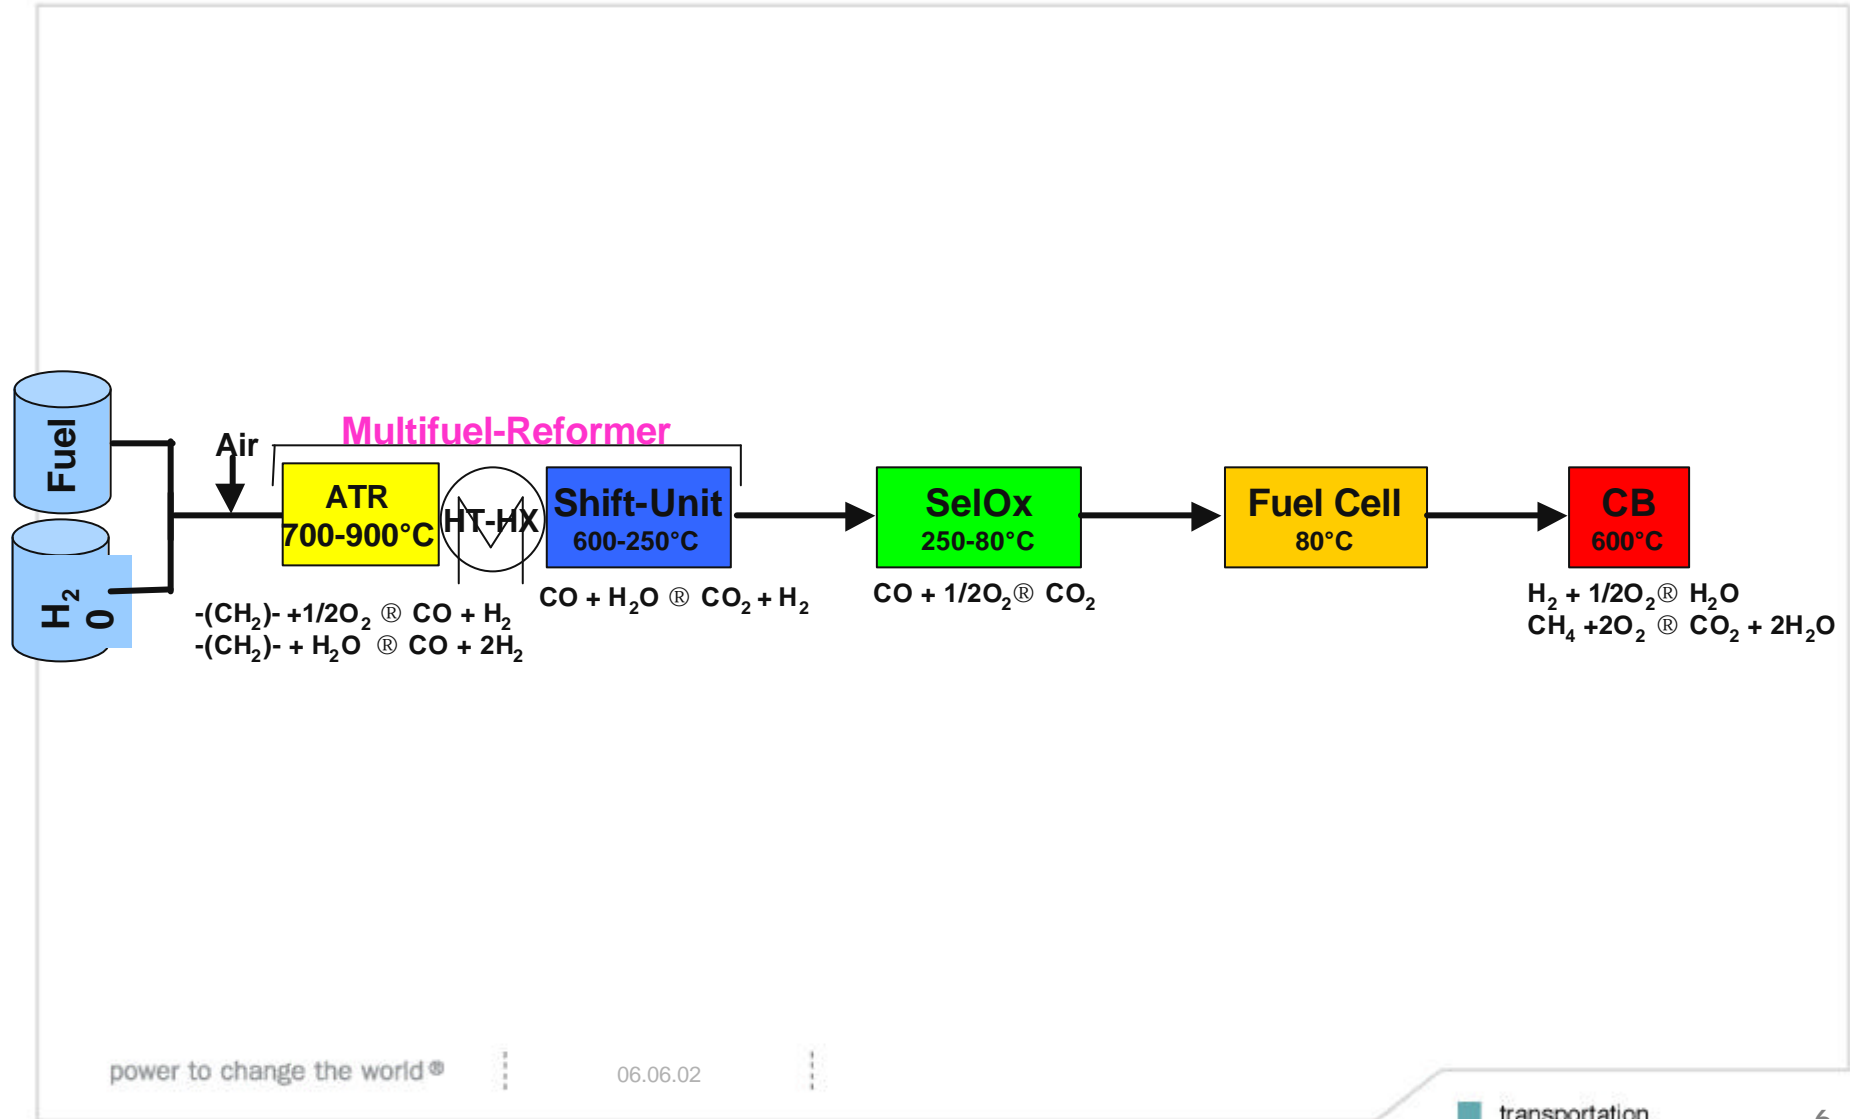 Fuel
H2
0
Air
Multifuel-Reformer
ATR
700-900°C
HT-HX
Shift-Unit
600-250°C
SelOx
250-80°C
Fuel Cell
80°C
CB
600°C
-(CH2)- +1/2O2 ® CO + H2
-(CH2)- + H2O ® CO + 2H2
CO + H2O ® CO2 + H2
CO + 1/2O2® CO2
H2 + 1/2O2® H2O
CH4 +2O2 ® CO2 + 2H2O
power to change the world®
06.06.02
transportation
6